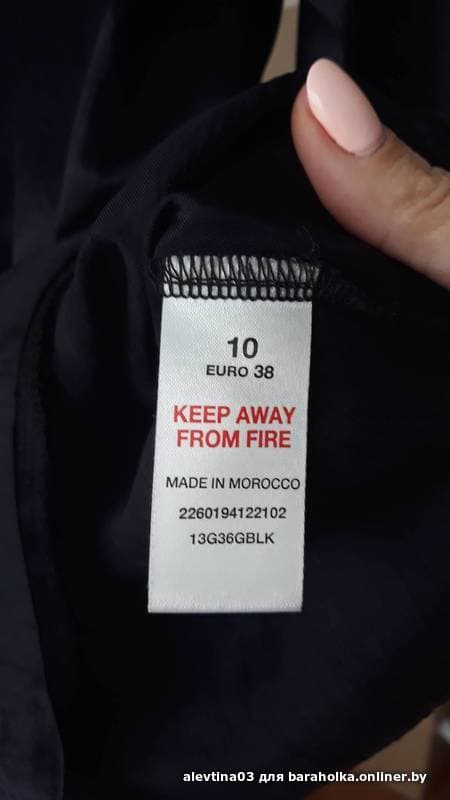 10
EURO 38
KEEP AWAY
FROM FIRE
MADE IN MOROCCO
2260194122102
13G36GBLK
alevtina03 для baraholka.onliner.by